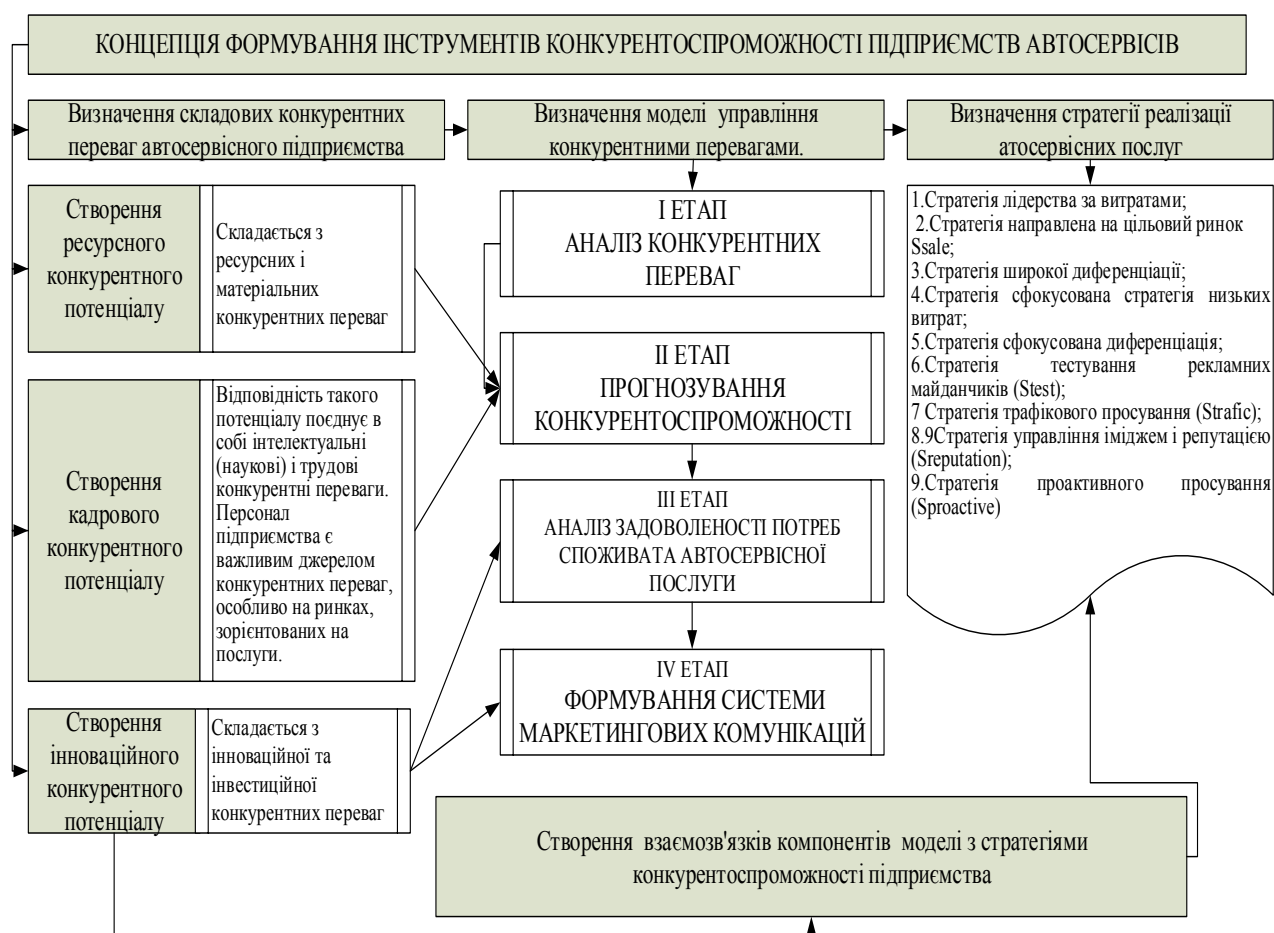 КОНЦЕПЦІЯ ФОРМУВАННЯ ІНСТРУМЕНТІВ КОНКУРЕНТОСПРОМОЖНОСТІ ПІДПРИЄМСТВ АВТОСЕРВІСІВ
Визначення складових конкурентних
переваг автосервісного підприємства
Визначення моделі управління
конкурентними перевагами.
Визначення стратегії реалізації
атосервісних послуг
Створення
ресурсного
конкурентного
потенціалу
Складається з
ресурсних і
матеріальних
конкурентних переваг
Створення
кадрового
конкурентного
потенціалу
Відповідність такого
потенціалу поєднує в
собі інтелектуальні
(наукові) і трудові
конкурентні переваги.
Персонал
підприємства є
важливим джерелом
конкурентних переваг,
особливо на ринках,
зорієнтованих на
послуги.
Створення
інноваційного
конкурентного
потенціалу
Складається з
інноваційної та
інвестиційної
конкурентних переваг
І ЕТАП
АНАЛІЗ КОНКУРЕНТНИХ
ПЕРЕВАГ
ІІ ЕТАП
ПРОГНОЗУВАННЯ
КОНКУРЕНТОСПРОМОЖНОСТІ
ІІІ ЕТАП
АНАЛІЗ ЗАДОВОЛЕНОСТІ ПОТРЕБ
СПОЖИВАТА АВТОСЕРВІСНОЇ
ПОСЛУГИ
IV ЕТАП
ФОРМУВАННЯ СИСТЕМИ
МАРКЕТИНГОВИХ КОМУНІКАЦІЙ
1.Стратегія лідерства за витратами;
2.Стратегія направлена на цільовий ринок
Ssale;
3.Стратегія широкої диференціації;
4.Стратегія сфокусована стратегія низьких
витрат;
5.Стратегія сфокусована диференціація;
6.Стратегія тестування рекламних
майданчиків (Stest);
7 Стратегія трафікового просування (Strafic);
8.9Стратегія управління іміджем і репутацією
(Sreputation);
9.Стратегія проактивного просування
(Sproactive)
Створення взаємозв'язків компонентів моделі з стратегіями
конкурентоспроможності підприємства